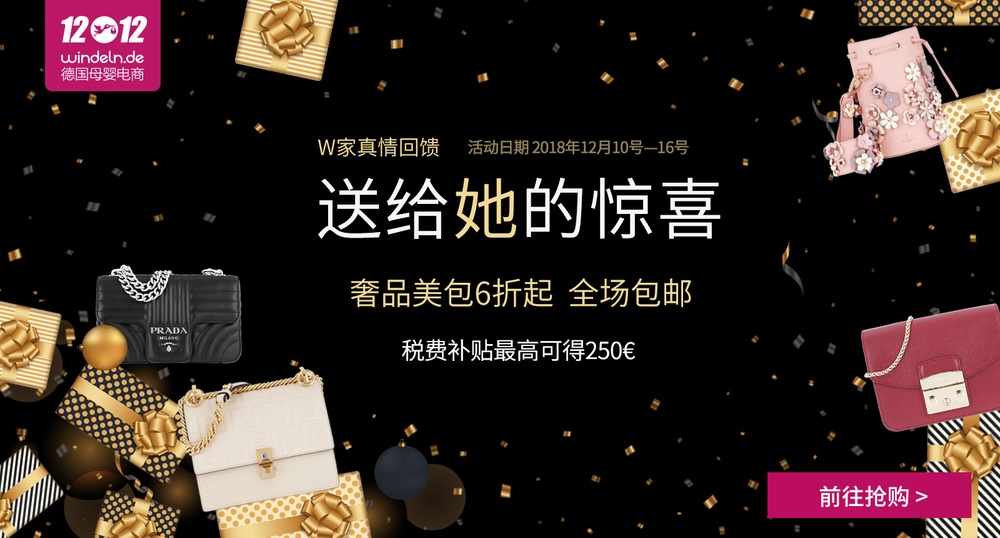 12 12
windeln.de
德国母婴电商
W家真情回馈 活动日期 2018年12月10号—16号
送给她的惊喜
奢品美包6折起 全场包邮
税费补贴最高可得250€
PRADA
MILANO
前往抢购 >